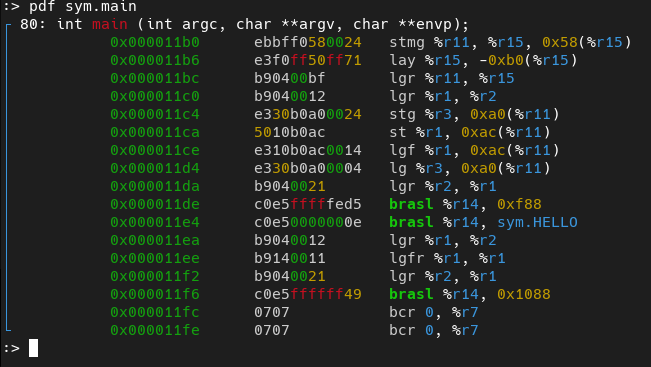 :> pdf sym.main
80: int main (int argc, char **argv, char **envp);
0x000011b0 ebbff0580024 stmg %r11, %r15, 0x58(%r15)
0x000011b6 e3f0ff50ff71 lay %r15, -0xb0(%r15)
0x000011bc b90400bf lgr %r11, %r15
0x000011c0 b9040012 lgr %r1, %r2
0x000011c4 e330b0a00024 stg %r3, 0xa0(%r11)
0x000011ca 5010b0ac st %r1, 0xac(%r11)
0x000011ce e310b0ac0014 lgf %r1, 0xac(%r11)
0x000011d4 e330b0a00004 lg %r3, 0xa0(%r11)
0x000011da b9040021 lgr %r2, %r1
0x000011de c0e5fffffed5 brasl %r14, 0xf88
0x000011e4 c0e50000000e brasl %r14, sym.HELLO
0x000011ea b9040012 lgr %r1, %r2
0x000011ee b9140011 lgfr %r1, %r1
0x000011f2 b9040021 lgr %r2, %r1
0x000011f6 c0e5ffffff49 brasl %r14, 0x1088
0x000011fc 0707 bcr 0, %r7
0x000011fe 0707 bcr 0, %r7
:>